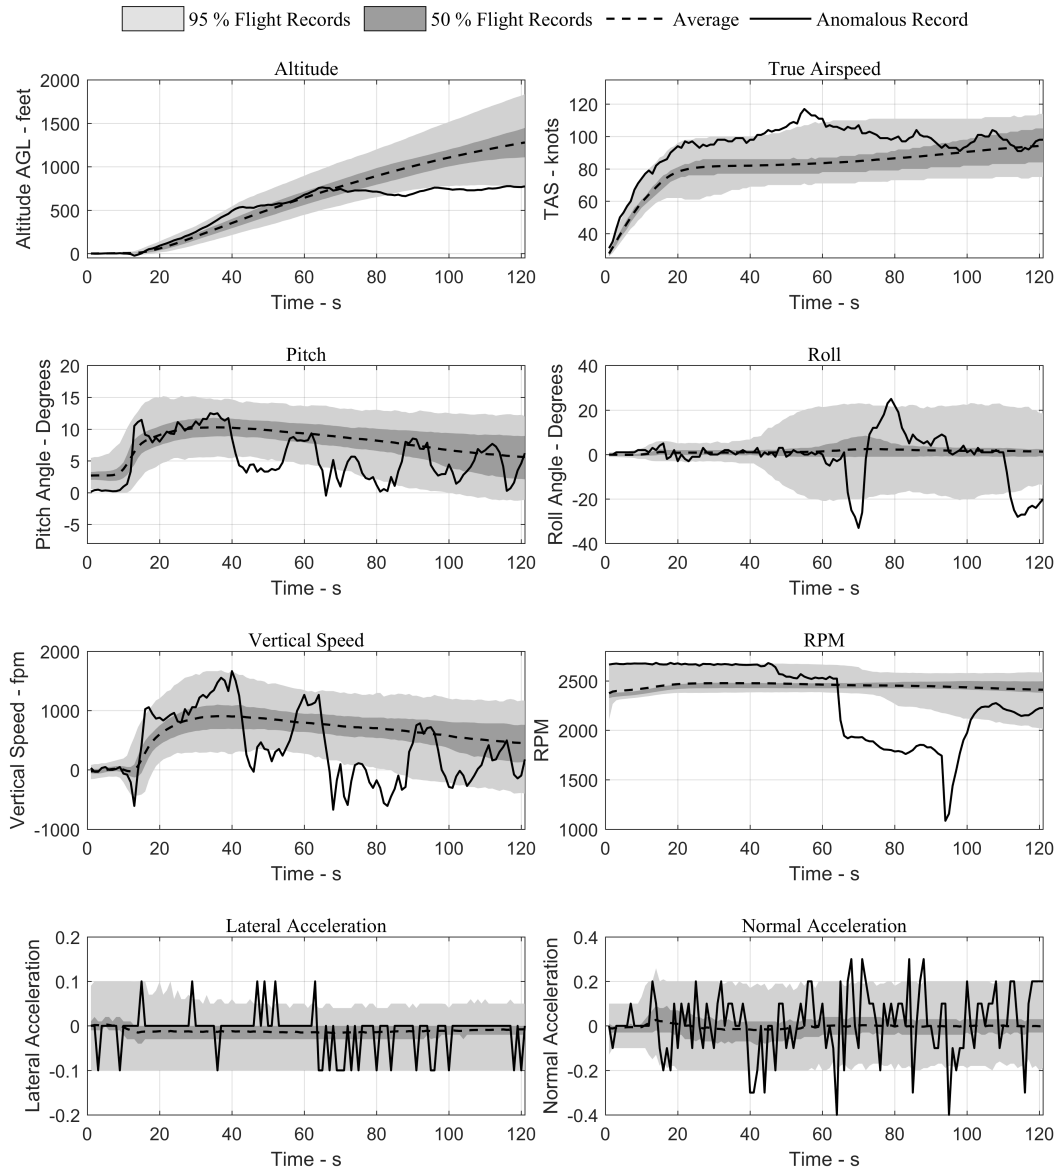 95 % Flight Records 50 % Flight Records Average Anomalous Record
Altitude
Altitude AGL - feet
2000
1500
1000
500
0
0 20 40 60 80 100 120
Time - s
True Airspeed
TAS - knots
120
100
80
60
40
0 20 40 60 80 100 120
Time - s
Pitch
Pitch Angle - Degrees
20
15
10
5
0
-5
0 20 40 60 80 100 120
Time - s
Roll
Roll Angle - Degrees
40
20
0
-20
-40
0 20 40 60 80 100 120
Time - s
Vertical Speed
Vertical Speed - fpm
2000
1000
0
-1000
0 20 40 60 80 100 120
Time - s
RPM
RPM
2500
2000
1500
1000
0 20 40 60 80 100 120
Time - s
Lateral Acceleration
Lateral Acceleration
0.2
0.1
0
-0.1
-0.2
0 20 40 60 80 100 120
Time - s
Normal Acceleration
Normal Acceleration
0.4
0.2
0
-0.2
-0.4
0 20 40 60 80 100 120
Time - s